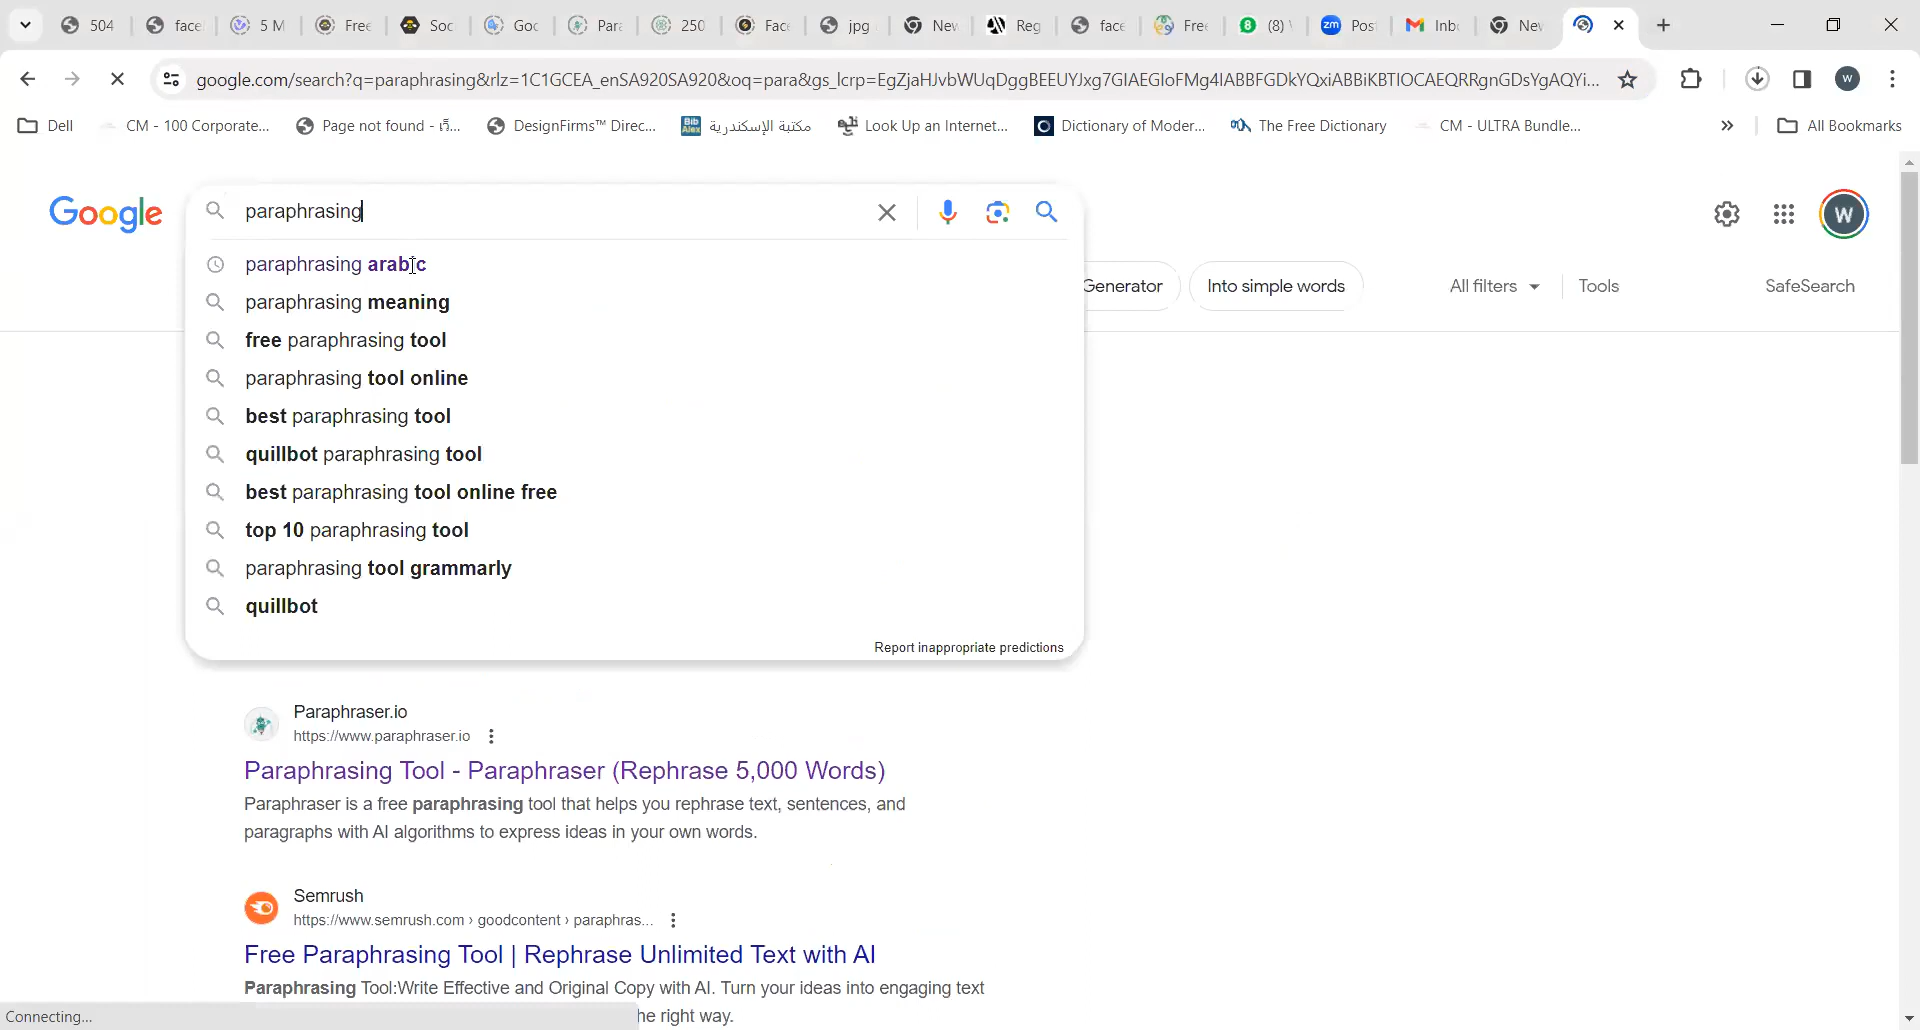 504
face
5 M
Free
Soc
Goc
Para
250
Face
jpg
New
Reg
face
Free
8
(8)
zm
Pos
Inb
New
google.com/search?q=paraphrasing&rlz=1C1GCEA_enSA920SA920&oq=para&gs_lcrp=EgZjaHJvbWUqDggBEEUYJxg7GIAEGIoFMg4IABBFGDkYQxiABBiKBTIOCAEQRRgnGDsYgAQYi...
W
Dell
CM - 100 Corporate...
Page not found - เว็...
DesignFirms™ Direc...
Bib Alex
مكتبة الإسكندرية
Look Up an Internet...
Dictionary of Moder...
The Free Dictionary
CM - ULTRA Bundle...
All Bookmarks
Google
paraphrasing
W
paraphrasing arabic
Generator
Into simple words
All filters
Tools
SafeSearch
paraphrasing meaning
free paraphrasing tool
paraphrasing tool online
best paraphrasing tool
quillbot paraphrasing tool
best paraphrasing tool online free
top 10 paraphrasing tool
paraphrasing tool grammarly
quillbot
Report inappropriate predictions
Paraphraser.io
https://www.paraphraser.io
Paraphrasing Tool - Paraphraser (Rephrase 5,000 Words)
Paraphraser is a free paraphrasing tool that helps you rephrase text, sentences, and
paragraphs with AI algorithms to express ideas in your own words.
Semrush
https://www.semrush.com › goodcontent › paraphras...
Free Paraphrasing Tool | Rephrase Unlimited Text with AI
Paraphrasing Tool:Write Effective and Original Copy with AI. Turn your ideas into engaging text
he right way.
Connecting...